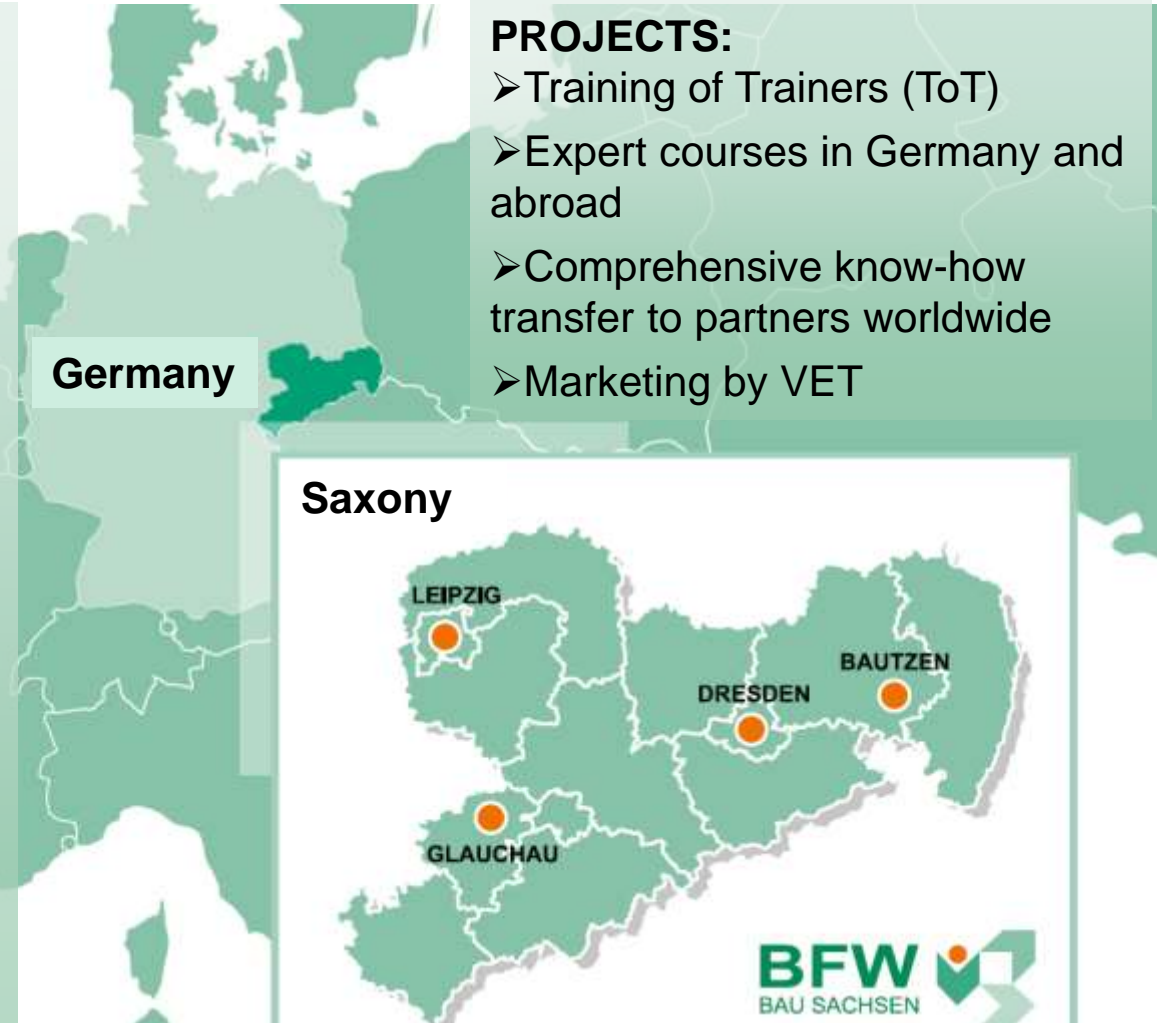 PROJECTS:
➢Training of Trainers (ToT)
➢Expert courses in Germany and
abroad
➢Comprehensive know-how
transfer to partners worldwide
➢Marketing by VET
Germany
Saxony
LEIPZIG
BAUTZEN
DRESDEN
GLAUCHAU
BFW
BAU SACHSEN